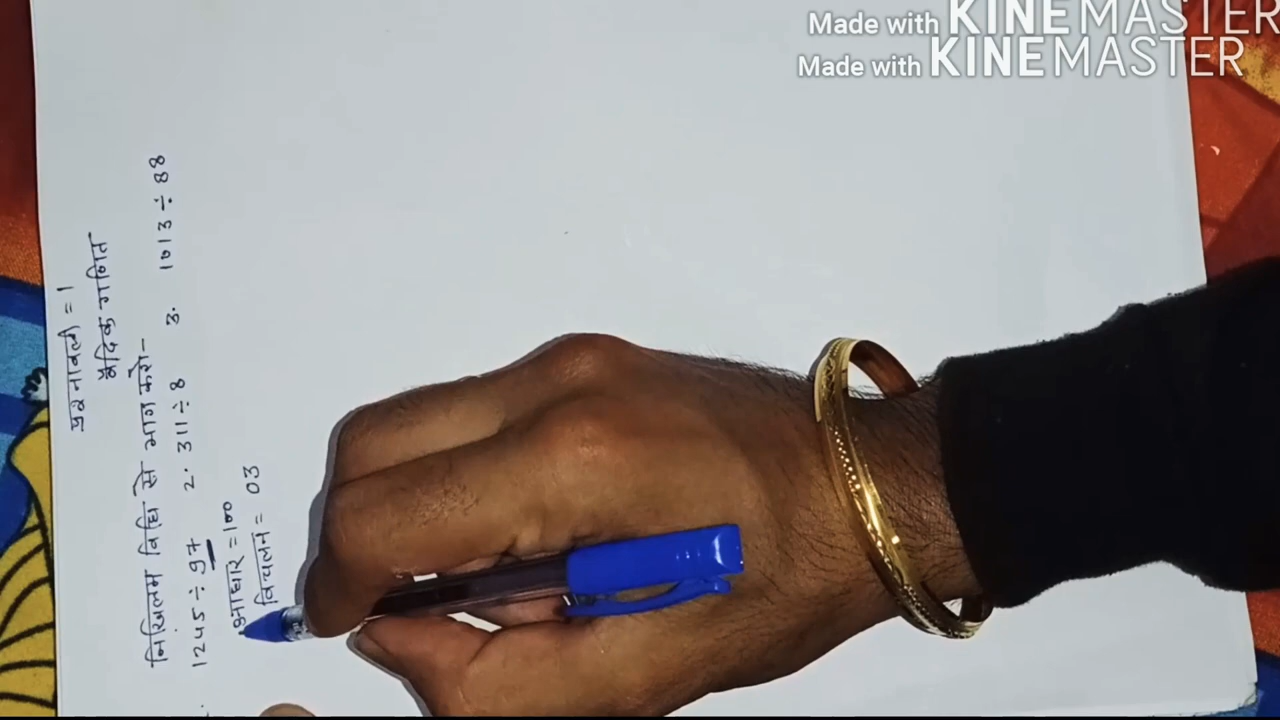 Made with KINEMASTER
Made with KINEMASTER
प्रश्नावली = 1
वैदिक गणित
निखिलम विधि से भाग करो-
1245 ÷ 97 2. 311 ÷ 8 3. 1013 ÷ 88
आधार = 100
विचलन = 03